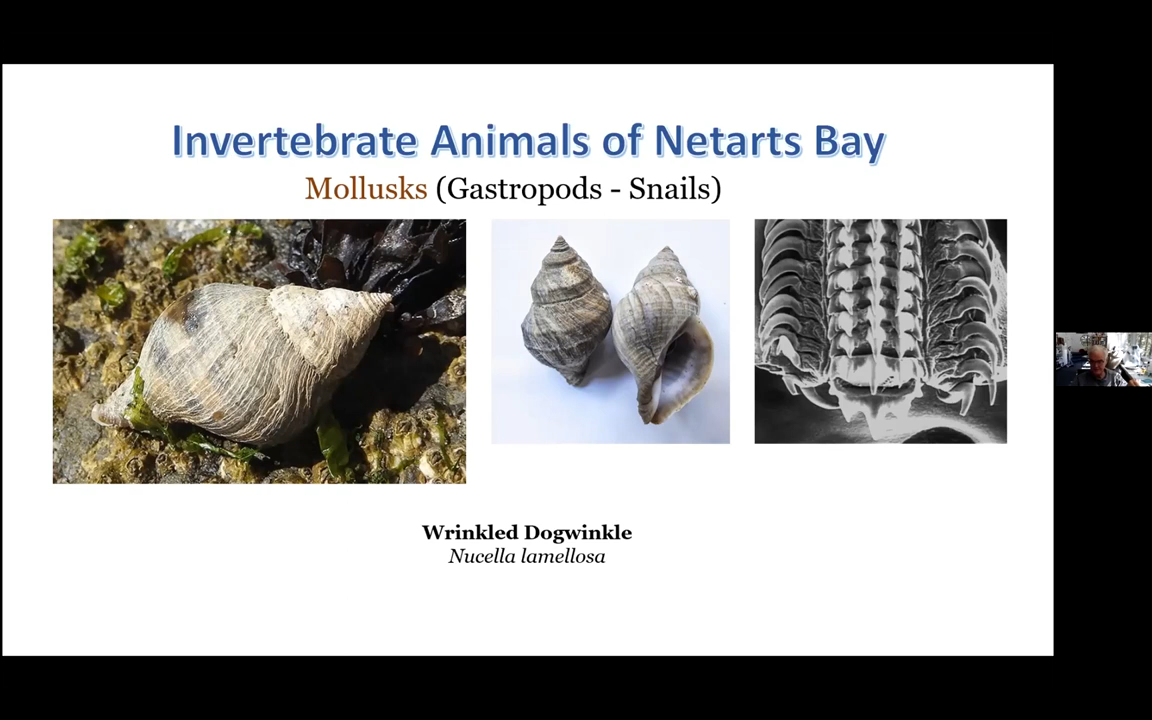 Invertebrate Animals of Netarts Bay
Mollusks (Gastropods - Snails)
Wrinkled Dogwinkle
Nucella lamellosa